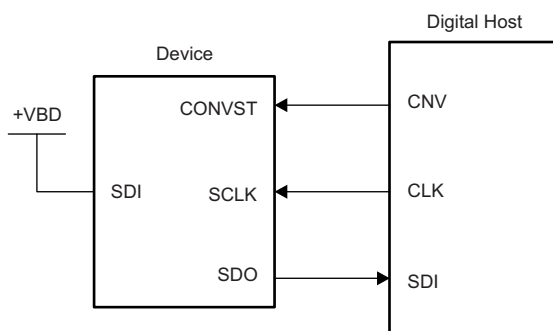 Digital Host
Device
+VBD
CONVST
CNV
SDI
SCLK
CLK
SDO
SDI